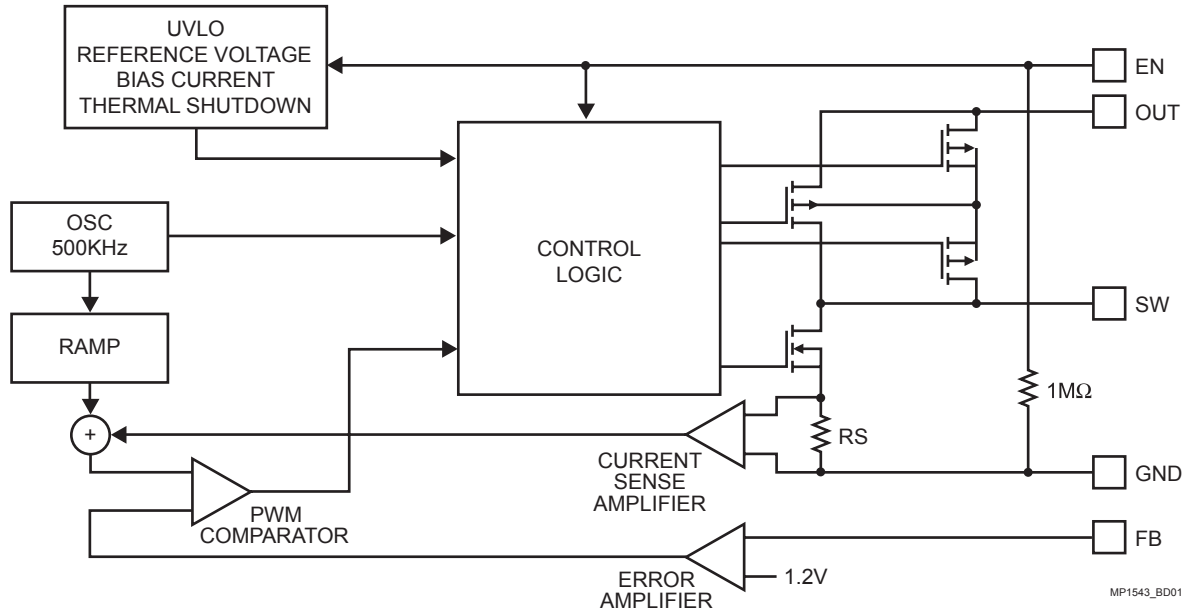 UVLO
REFERENCE VOLTAGE
BIAS CURRENT
THERMAL SHUTDOWN
EN
OUT
OSC
500KHz
CONTROL
LOGIC
SW
RAMP
1MΩ
+
RS
CURRENT
SENSE
AMPLIFIER
GND
PWM
COMPARATOR
FB
1.2V
ERROR
AMPLIFIER
MP1543_BD01